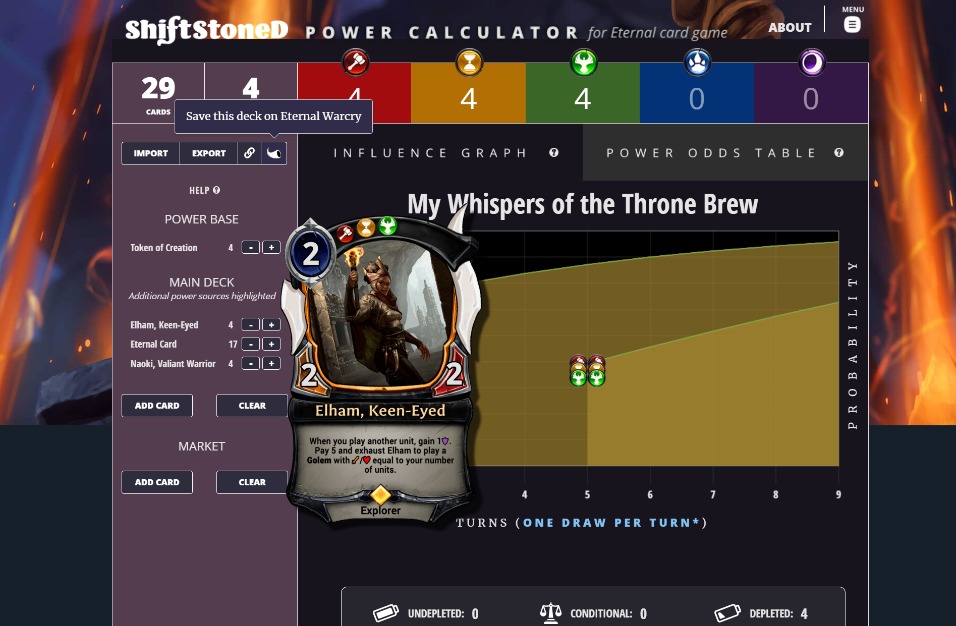 ShiftStoneD POWER CALCULATOR for Eternal card game
ABOUT
MENU
29
CARDS
4
4
4
4
0
0
Save this deck on Eternal Warcry
IMPORT
EXPORT
INFLUENCE GRAPH ?
POWER ODDS TABLE ?
HELP ?
POWER BASE
Token of Creation 4 - +
MAIN DECK
Additional power sources highlighted
Elham, Keen-Eyed 4 - +
Eternal Card 17 - +
Naoki, Valiant Warrior 4 - +
ADD CARD
CLEAR
MARKET
ADD CARD
CLEAR
My Whispers of the Throne Brew
2
2
2
Elham, Keen-Eyed
When you play another unit, gain 1.
Pay 5 and exhaust Elham to play a
Golem with / equal to your number
of units.
Explorer
PROBABILITY
4 5 6 7 8 9
TURNS (ONE DRAW PER TURN*)
UNDEPLETED: 0
CONDITIONAL: 0
DEPLETED: 4